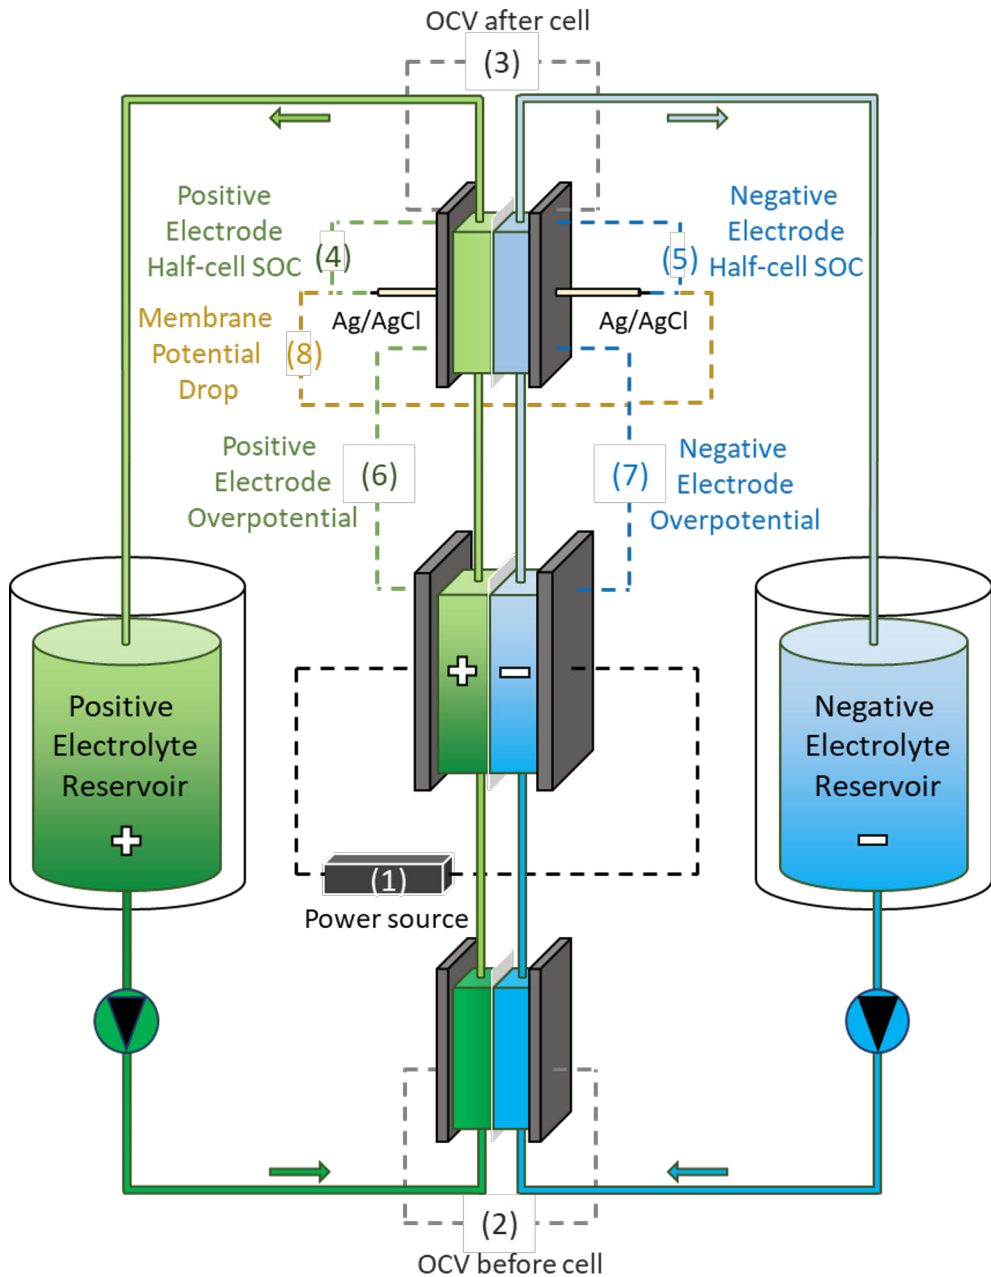 OCV after cell
(3)
Positive
Electrode
Half-cell SOC
(4)
Negative
Electrode
Half-cell SOC
(5)
Ag/AgCl
Ag/AgCl
Membrane
Potential
Drop
(8)
Positive
Electrode
Overpotential
(6)
Negative
Electrode
Overpotential
(7)
+
−
Positive
Electrolyte
Reservoir
+
Negative
Electrolyte
Reservoir
−
(1)
Power source
(2)
OCV before cell